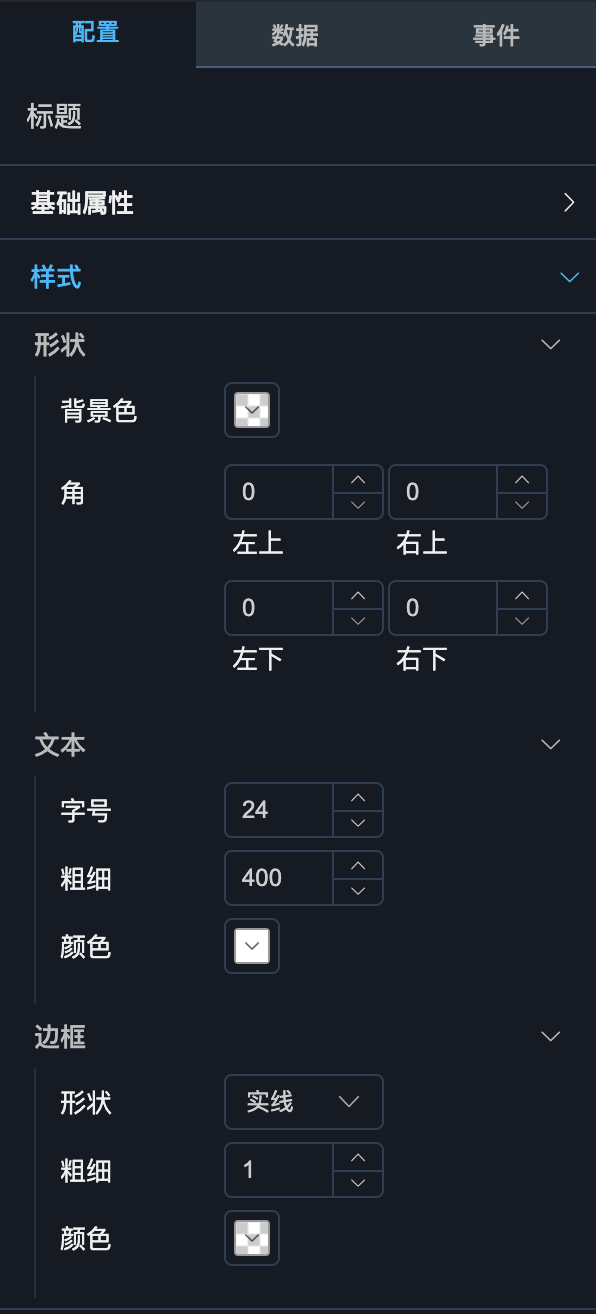 配置 数据 事件
标题
基础属性
样式
形状
背景色
角 0 0
左上 右上
0 0
左下 右下
文本
字号 24
粗细 400
颜色
边框
形状 实线
粗细 1
颜色